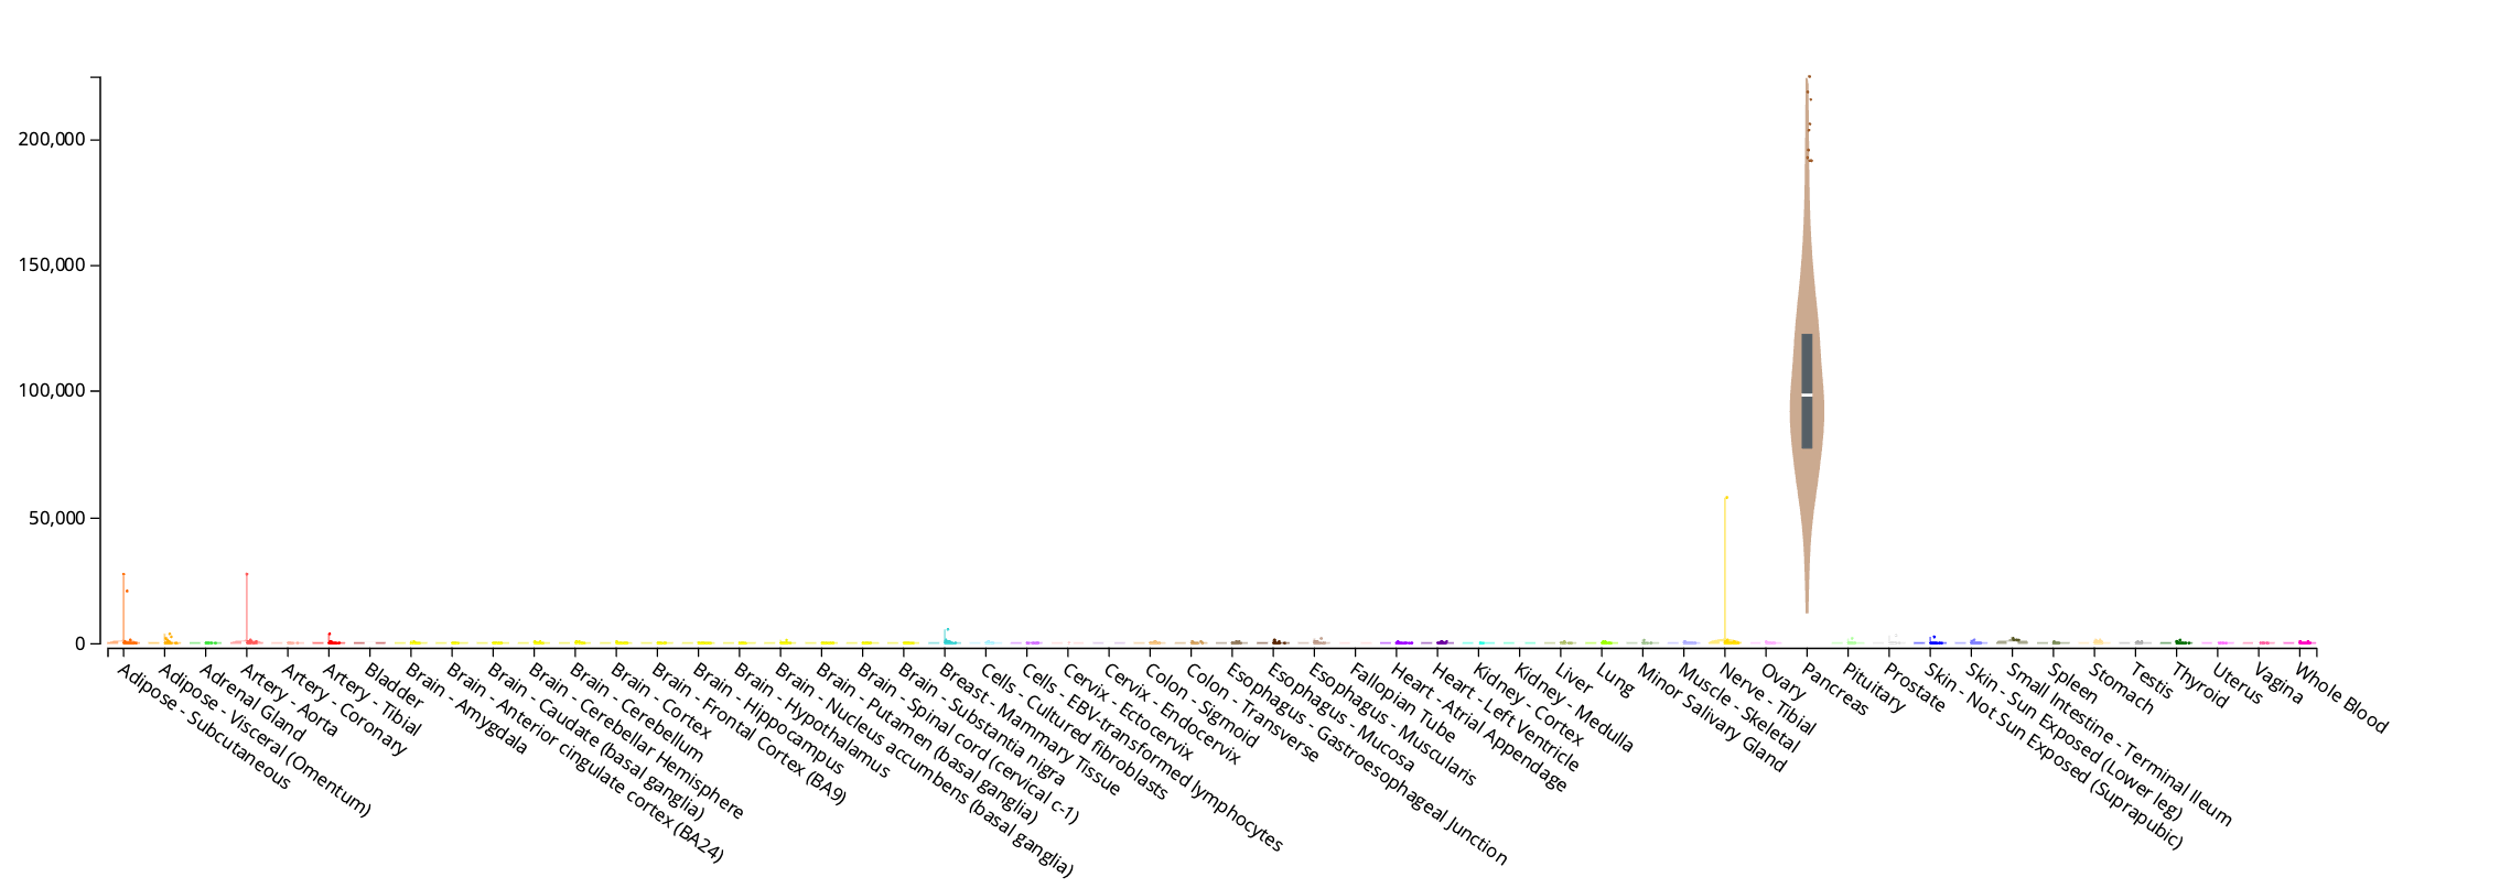 200,000
150,000
100,000
50,000
0
Adipose - Subcutaneous
Adipose - Visceral (Omentum)
Adrenal Gland
Artery - Aorta
Artery - Coronary
Artery - Tibial
Bladder
Brain - Amygdala
Brain - Anterior cingulate cortex (BA24)
Brain - Caudate (basal ganglia)
Brain - Cerebellar Hemisphere
Brain - Cerebellum
Brain - Cortex
Brain - Frontal Cortex (BA9)
Brain - Hippocampus
Brain - Hypothalamus
Brain - Nucleus accumbens (basal ganglia)
Brain - Putamen (basal ganglia)
Brain - Spinal cord (cervical c-1)
Brain - Substantia nigra
Breast - Mammary Tissue
Cells - Cultured fibroblasts
Cells - EBV-transformed lymphocytes
Cervix - Ectocervix
Cervix - Endocervix
Colon - Sigmoid
Colon - Transverse
Esophagus - Gastroesophageal Junction
Esophagus - Mucosa
Esophagus - Muscularis
Fallopian Tube
Heart - Atrial Appendage
Heart - Left Ventricle
Kidney - Cortex
Kidney - Medulla
Liver
Lung
Minor Salivary Gland
Muscle - Skeletal
Nerve - Tibial
Ovary
Pancreas
Pituitary
Prostate
Skin - Not Sun Exposed (Suprapubic)
Skin - Sun Exposed (Lower leg)
Small Intestine - Terminal Ileum
Spleen
Stomach
Testis
Thyroid
Uterus
Vagina
Whole Blood